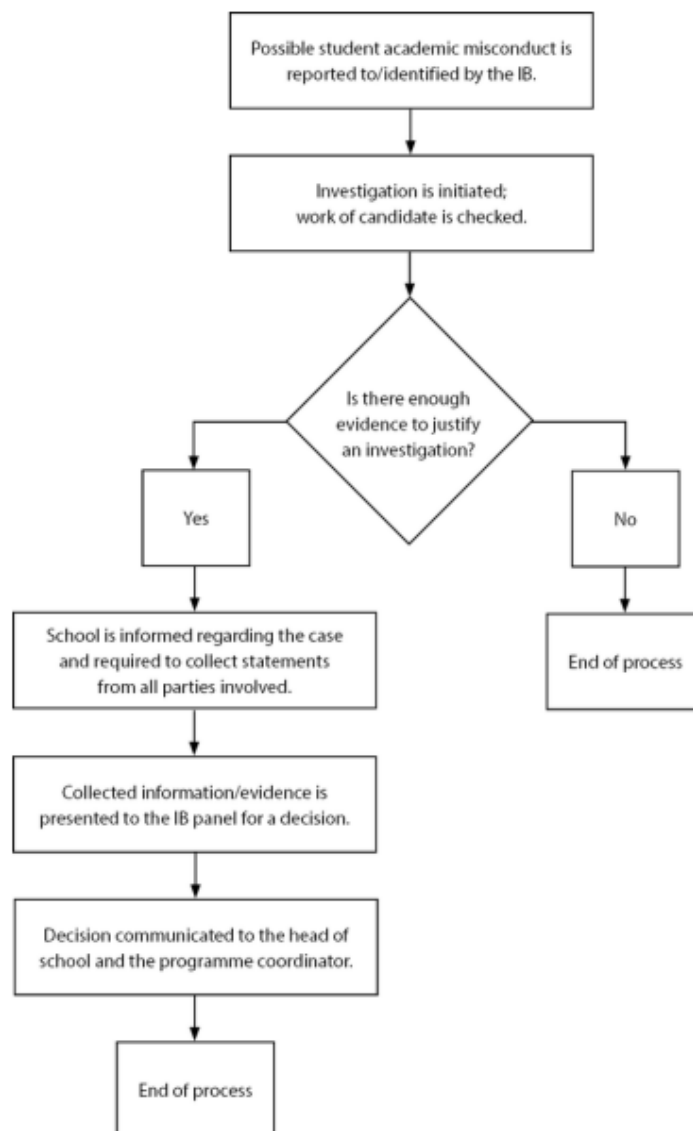 Possible student academic misconduct is
reported to/identified by the IB.
Investigation is initiated;
work of candidate is checked.
Is there enough
evidence to justify
an investigation?
Yes
No
School is informed regarding the case
and required to collect statements
from all parties involved.
End of process
Collected information/evidence is
presented to the IB panel for a decision.
Decision communicated to the head of
school and the programme coordinator.
End of process